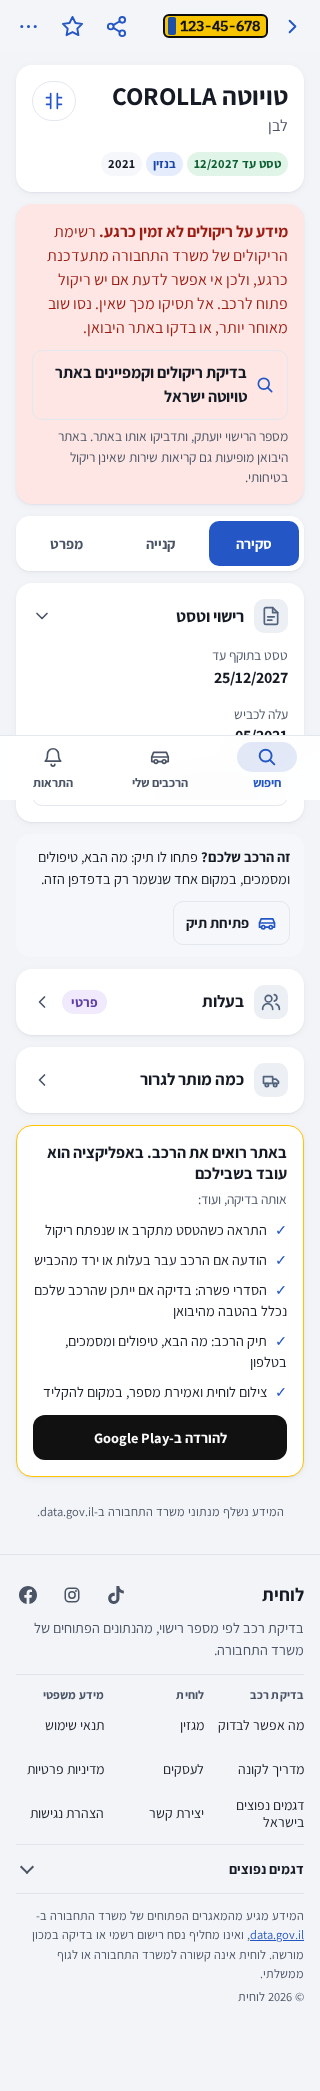 123-45-678
טויוטה COROLLA
לבן
טסט עד 12/2027
בנזין
2021
מידע על ריקולים לא זמין כרגע. רשימת
הריקולים של משרד התחבורה מתעדכנת
כרגע, ולכן אי אפשר לדעת אם יש ריקול
פתוח לרכב. אל תסיקו מכך שאין. נסו שוב
מאוחר יותר, או בדקו באתר היבואן.
בדיקת ריקולים וקמפיינים באתר
טויוטה ישראל
מספר הרישוי יועתק, ותדביקו אותו באתר. באתר
היבואן מופיעות גם קריאות שירות שאינן ריקול
בטיחותי.
סקירה
קנייה
מפרט
רישוי וטסט
טסט בתוקף עד
25/12/2027
עלה לכביש
05/2021
חיפוש
הרכבים שלי
התראות
זה הרכב שלכם? פתחו לו תיק: מה הבא, טיפולים
ומסמכים, במקום אחד שנשמר רק בדפדפן הזה.
פתיחת תיק
בעלות
פרטי
כמה מותר לגרור
באתר רואים את הרכב. באפליקציה הוא
עובד בשבילכם
אותה בדיקה, ועוד:
✓ התראה כשהטסט מתקרב או שנפתח ריקול
✓ הודעה אם הרכב עבר בעלות או ירד מהכביש
✓ הסדרי פשרה: בדיקה אם ייתכן שהרכב שלכם
נכלל בהטבה מהיבואן
✓ תיק הרכב: מה הבא, טיפולים ומסמכים,
בטלפון
✓ צילום לוחית ואמירת מספר, במקום להקליד
להורדה ב-Google Play
המידע נשלף מנתוני משרד התחבורה ב-data.gov.il.
לוחית
בדיקת רכב לפי מספר רישוי, מהנתונים הפתוחים של
משרד התחבורה.
בדיקת רכב
לוחית
מידע משפטי
מה אפשר לבדוק
מגזין
תנאי שימוש
מדריך לקונה
לעסקים
מדיניות פרטיות
דגמים נפוצים
בישראל
יצירת קשר
הצהרת נגישות
דגמים נפוצים
המידע מגיע מהמאגרים הפתוחים של משרד התחבורה ב-
data.gov.il, ואינו מחליף נסח רישום רשמי או בדיקה במכון
מורשה. לוחית אינה קשורה למשרד התחבורה או לגוף
ממשלתי.
© 2026 לוחית